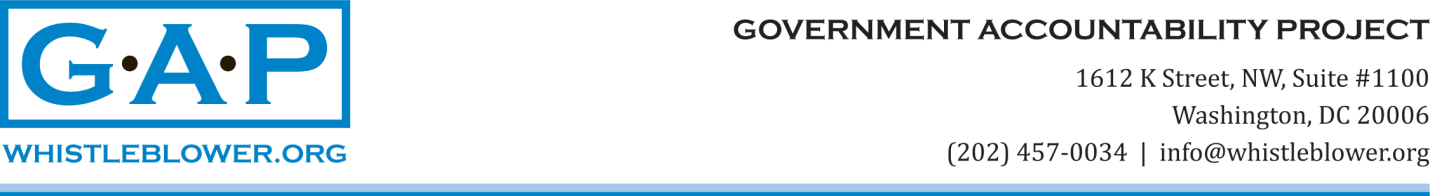 G·A·P
WHISTLEBLOWER.ORG
GOVERNMENT ACCOUNTABILITY PROJECT
1612 K Street, NW, Suite #1100
Washington, DC 20006
(202) 457-0034 | info@whistleblower.org